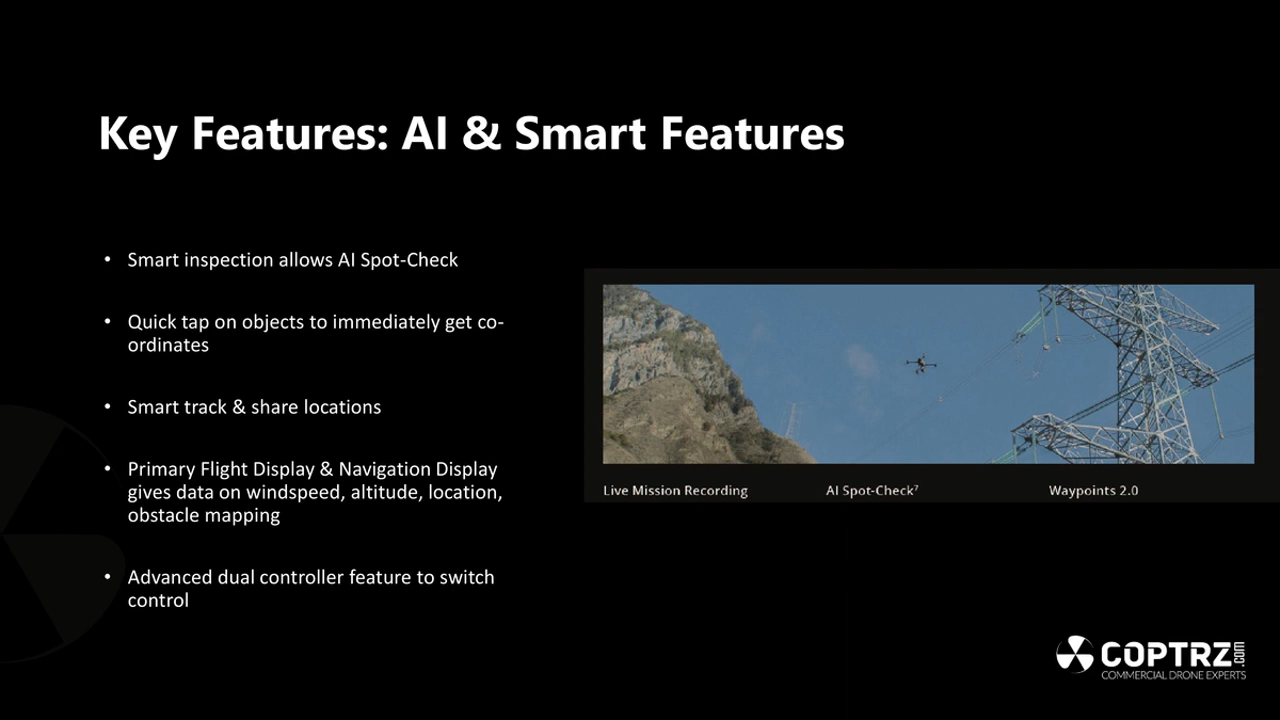 Key Features: AI & Smart Features
• Smart inspection allows AI Spot-Check
• Quick tap on objects to immediately get co-
ordinates
• Smart track & share locations
• Primary Flight Display & Navigation Display
gives data on windspeed, altitude, location,
obstacle mapping
• Advanced dual controller feature to switch
control
Live Mission Recording
AI Spot-Check⁷
Waypoints 2.0
COPTRZ.com
COMMERCIAL DRONE EXPERTS